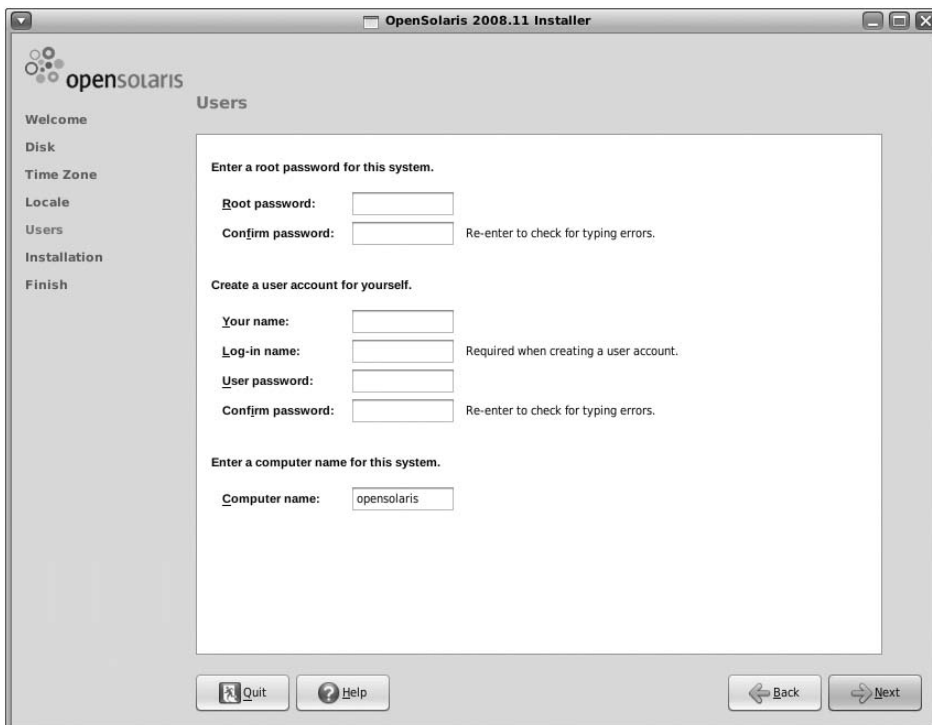 OpenSolaris 2008.11 Installer
opensolaris
Users
Welcome
Disk
Time Zone
Locale
Users
Installation
Finish
Enter a root password for this system.
Root password:
Confirm password: Re-enter to check for typing errors.
Create a user account for yourself.
Your name:
Log-in name: Required when creating a user account.
User password:
Confirm password: Re-enter to check for typing errors.
Enter a computer name for this system.
Computer name: opensolaris
Quit Help Back Next